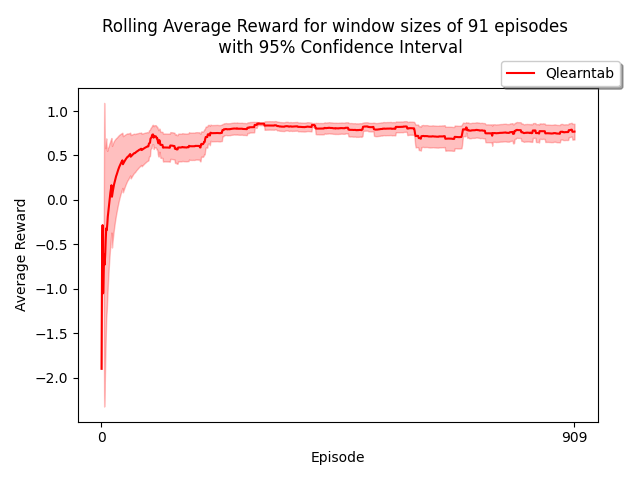 Rolling Average Reward for window sizes of 91 episodes
with 95% Confidence Interval
Qlearntab
1.0
0.5
0.0
−0.5
−1.0
−1.5
−2.0
Average Reward
0
909
Episode